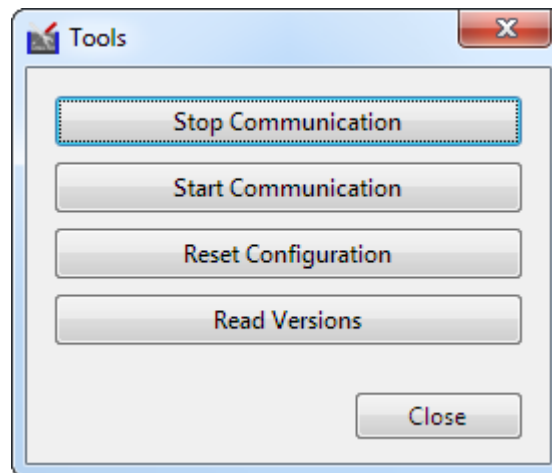 Tools
Stop Communication
Start Communication
Reset Configuration
Read Versions
Close